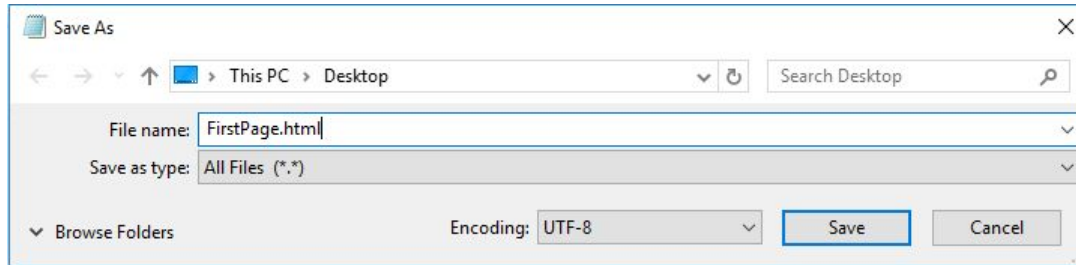 Save As
This PC > Desktop
Search Desktop
File name: FirstPage.html
Save as type: All Files (*.*)
Browse Folders
Encoding: UTF-8
Save
Cancel